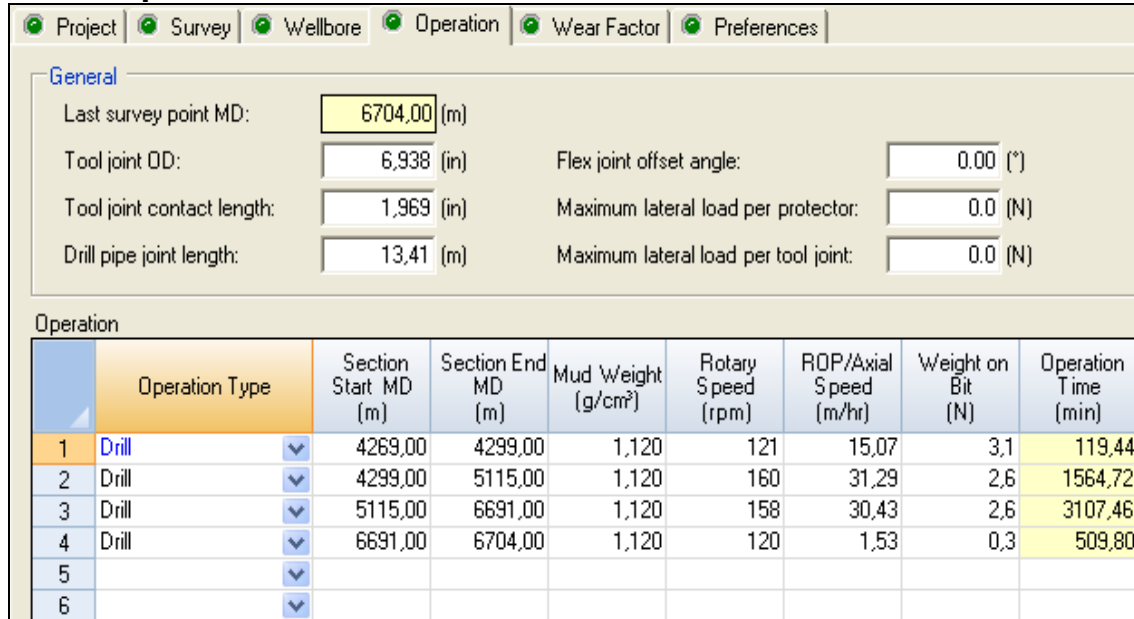 Project Survey Wellbore Operation Wear Factor Preferences
General
Last survey point MD: 6704,00 (m)
Tool joint OD: 6,938 (in) Flex joint offset angle: 0.00 (°)
Tool joint contact length: 1,969 (in) Maximum lateral load per protector: 0.0 (N)
Drill pipe joint length: 13,41 (m) Maximum lateral load per tool joint: 0.0 (N)
Operation
Operation Type Section Start MD (m) Section End MD (m) Mud Weight (g/cm³) Rotary Speed (rpm) ROP/Axial Speed (m/hr) Weight on Bit (N) Operation Time (min)
1 Drill 4269,00 4299,00 1,120 121 15,07 3,1 119,44
2 Drill 4299,00 5115,00 1,120 160 31,29 2,6 1564,72
3 Drill 5115,00 6691,00 1,120 158 30,43 2,6 3107,46
4 Drill 6691,00 6704,00 1,120 120 1,53 0,3 509,80
5
6